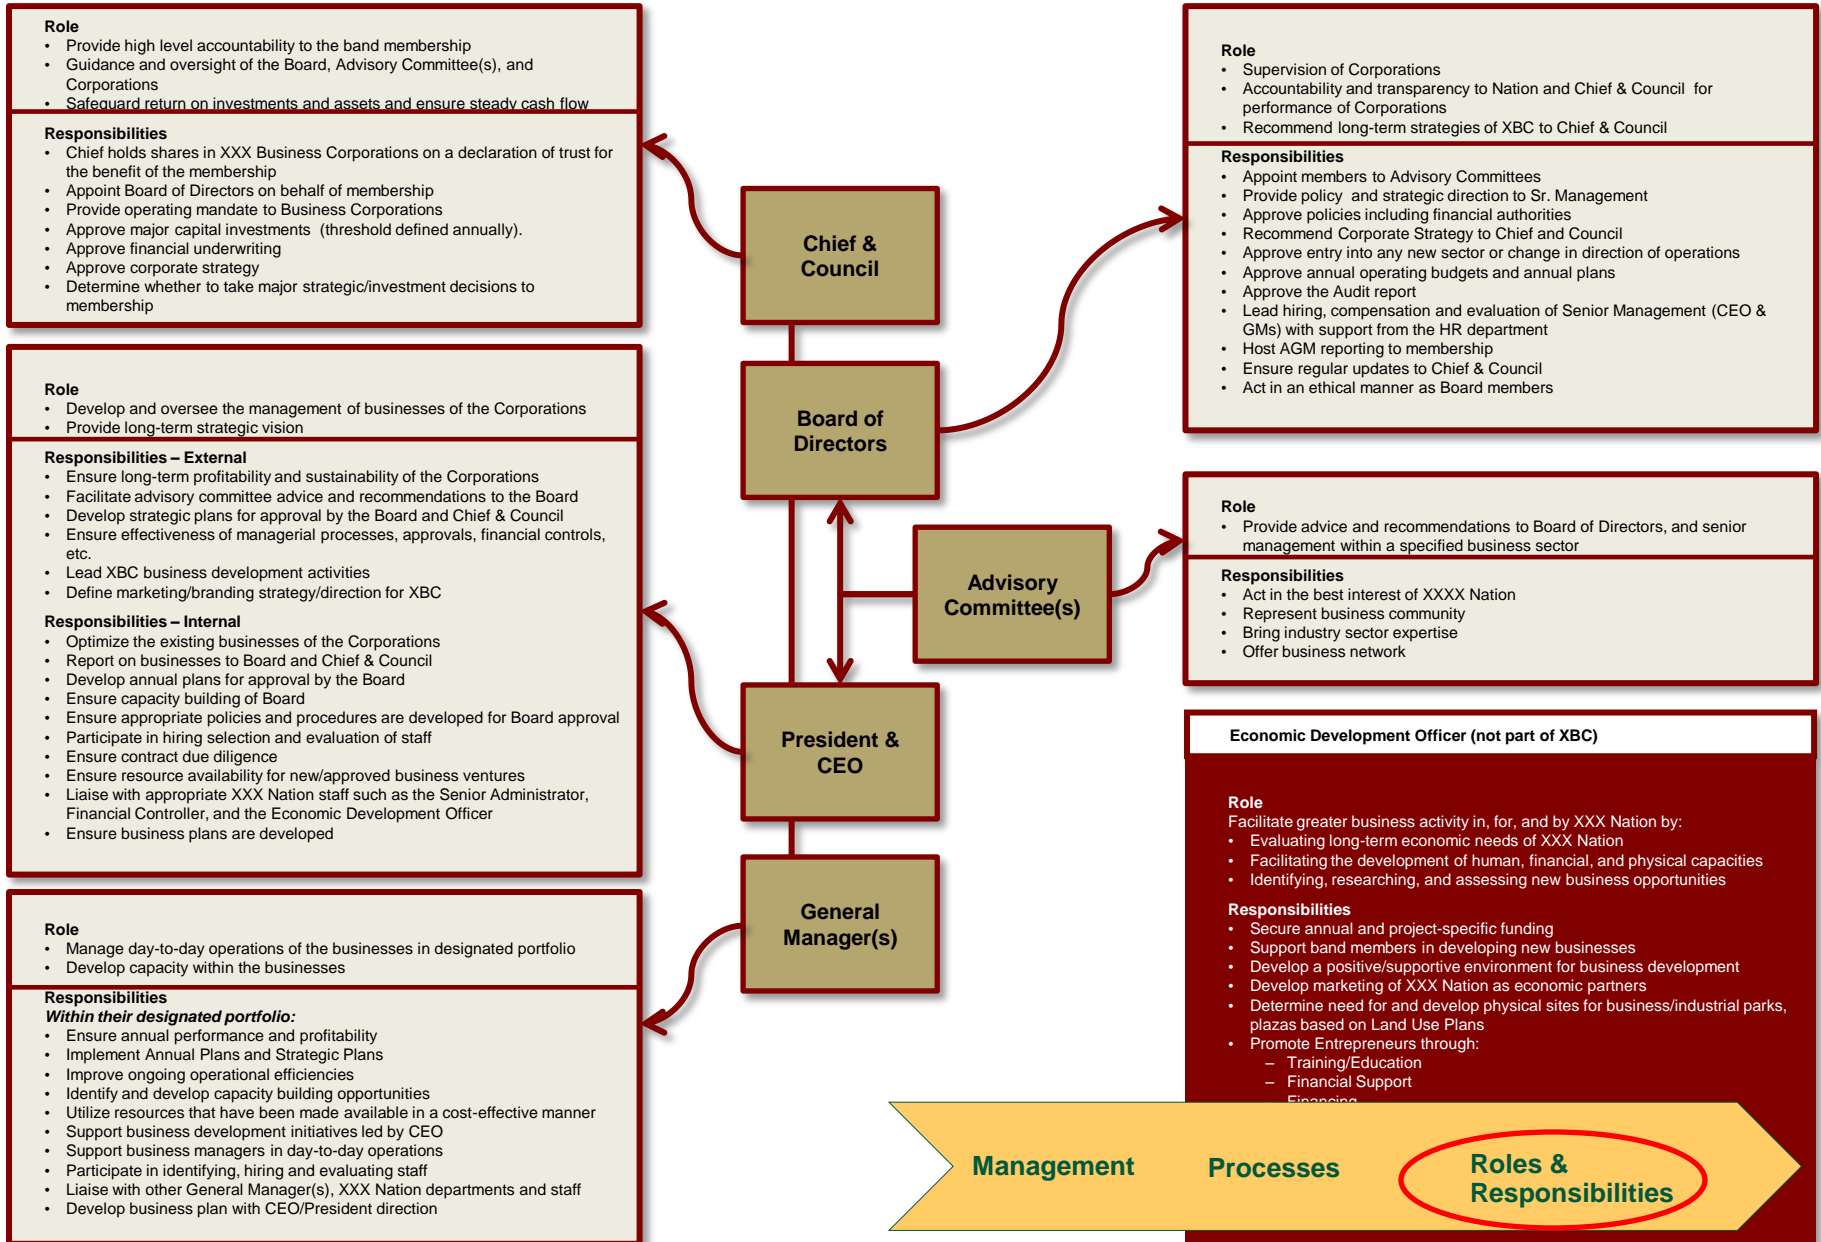 Role
• Provide high level accountability to the band membership
• Guidance and oversight of the Board, Advisory Committee(s), and
Corporations
• Safeguard return on investments and assets and ensure steady cash flow
Responsibilities
• Chief holds shares in XXX Business Corporations on a declaration of trust for
the benefit of the membership
• Appoint Board of Directors on behalf of membership
• Provide operating mandate to Business Corporations
• Approve major capital investments (threshold defined annually).
• Approve financial underwriting
• Approve corporate strategy
• Determine whether to take major strategic/investment decisions to
membership
Role
• Develop and oversee the management of businesses of the Corporations
• Provide long-term strategic vision
Responsibilities – External
• Ensure long-term profitability and sustainability of the Corporations
• Facilitate advisory committee advice and recommendations to the Board
• Develop strategic plans for approval by the Board and Chief & Council
• Ensure effectiveness of managerial processes, approvals, financial controls,
etc.
• Lead XBC business development activities
• Define marketing/branding strategy/direction for XBC
Responsibilities – Internal
• Optimize the existing businesses of the Corporations
• Report on businesses to Board and Chief & Council
• Develop annual plans for approval by the Board
• Ensure capacity building of Board
• Ensure appropriate policies and procedures are developed for Board approval
• Participate in hiring selection and evaluation of staff
• Ensure contract due diligence
• Ensure resource availability for new/approved business ventures
• Liaise with appropriate XXX Nation staff such as the Senior Administrator,
Financial Controller, and the Economic Development Officer
• Ensure business plans are developed
Role
• Manage day-to-day operations of the businesses in designated portfolio
• Develop capacity within the businesses
Responsibilities
Within their designated portfolio:
• Ensure annual performance and profitability
• Implement Annual Plans and Strategic Plans
• Improve ongoing operational efficiencies
• Identify and develop capacity building opportunities
• Utilize resources that have been made available in a cost-effective manner
• Support business development initiatives led by CEO
• Support business managers in day-to-day operations
• Participate in identifying, hiring and evaluating staff
• Liaise with other General Manager(s), XXX Nation departments and staff
• Develop business plan with CEO/President direction
Chief &
Council
Board of
Directors
Advisory
Committee(s)
President &
CEO
General
Manager(s)
Role
• Supervision of Corporations
• Accountability and transparency to Nation and Chief & Council for
performance of Corporations
• Recommend long-term strategies of XBC to Chief & Council
Responsibilities
• Appoint members to Advisory Committees
• Provide policy and strategic direction to Sr. Management
• Approve policies including financial authorities
• Recommend Corporate Strategy to Chief and Council
• Approve entry into any new sector or change in direction of operations
• Approve annual operating budgets and annual plans
• Approve the Audit report
• Lead hiring, compensation and evaluation of Senior Management (CEO &
GMs) with support from the HR department
• Host AGM reporting to membership
• Ensure regular updates to Chief & Council
• Act in an ethical manner as Board members
Role
• Provide advice and recommendations to Board of Directors, and senior
management within a specified business sector
Responsibilities
• Act in the best interest of XXXX Nation
• Represent business community
• Bring industry sector expertise
• Offer business network
Economic Development Officer (not part of XBC)
Role
Facilitate greater business activity in, for, and by XXX Nation by:
• Evaluating long-term economic needs of XXX Nation
• Facilitating the development of human, financial, and physical capacities
• Identifying, researching, and assessing new business opportunities
Responsibilities
• Secure annual and project-specific funding
• Support band members in developing new businesses
• Develop a positive/supportive environment for business development
• Develop marketing of XXX Nation as economic partners
• Determine need for and develop physical sites for business/industrial parks,
plazas based on Land Use Plans
• Promote Entrepreneurs through:
– Training/Education
– Financial Support
Financing
Management
Processes
Roles &
Responsibilities